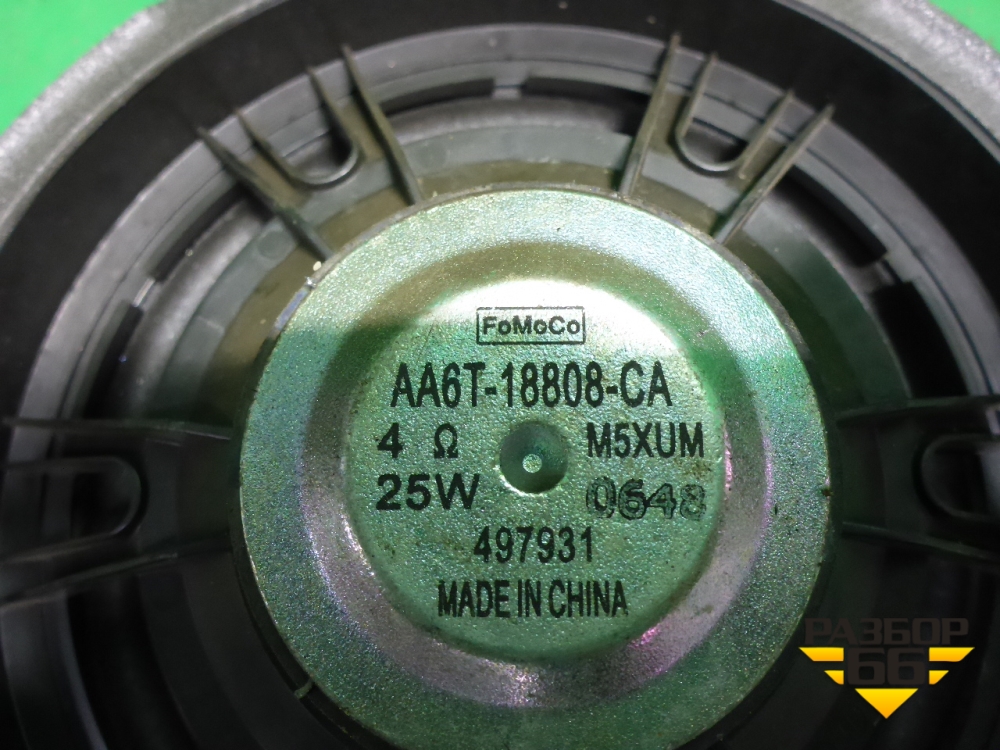 FoMoCo
AA6T-18808-CA
4 Ω M5XUM
25W 0648
497931
MADE IN CHINA
РАЗБОР
66